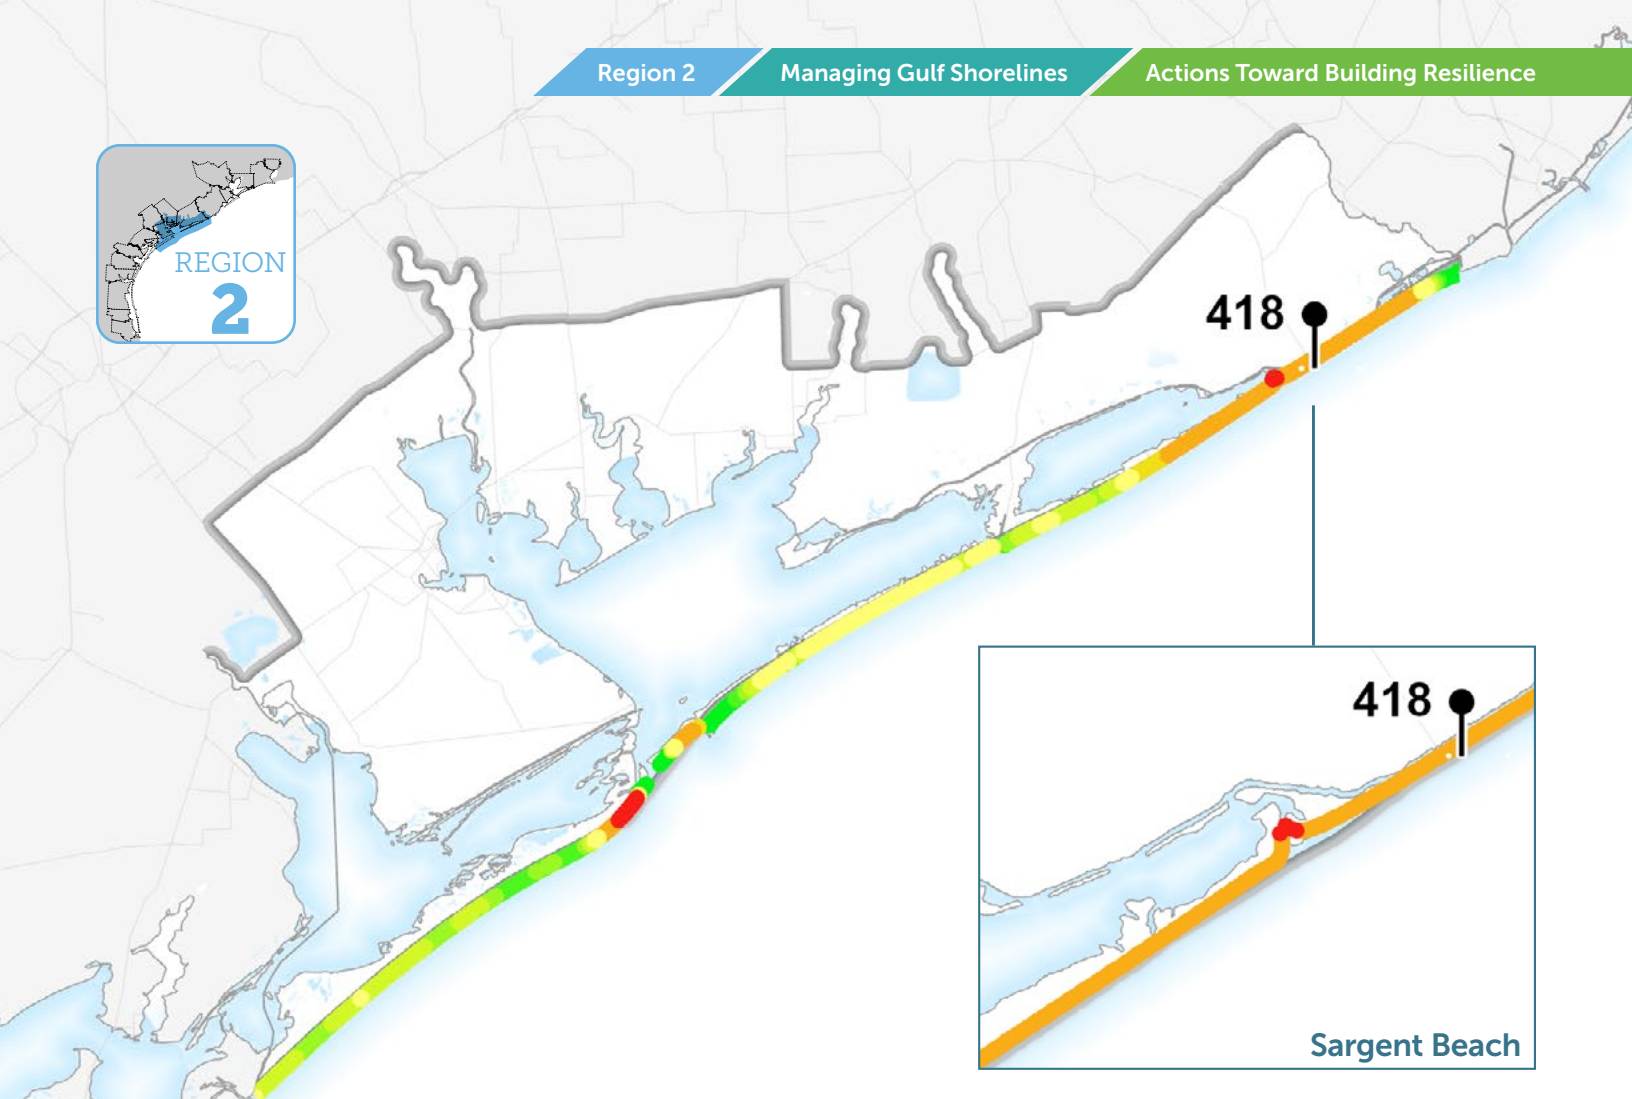 Region 2
Managing Gulf Shorelines
Actions Toward Building Resilience
REGION
2
418
418
Sargent Beach